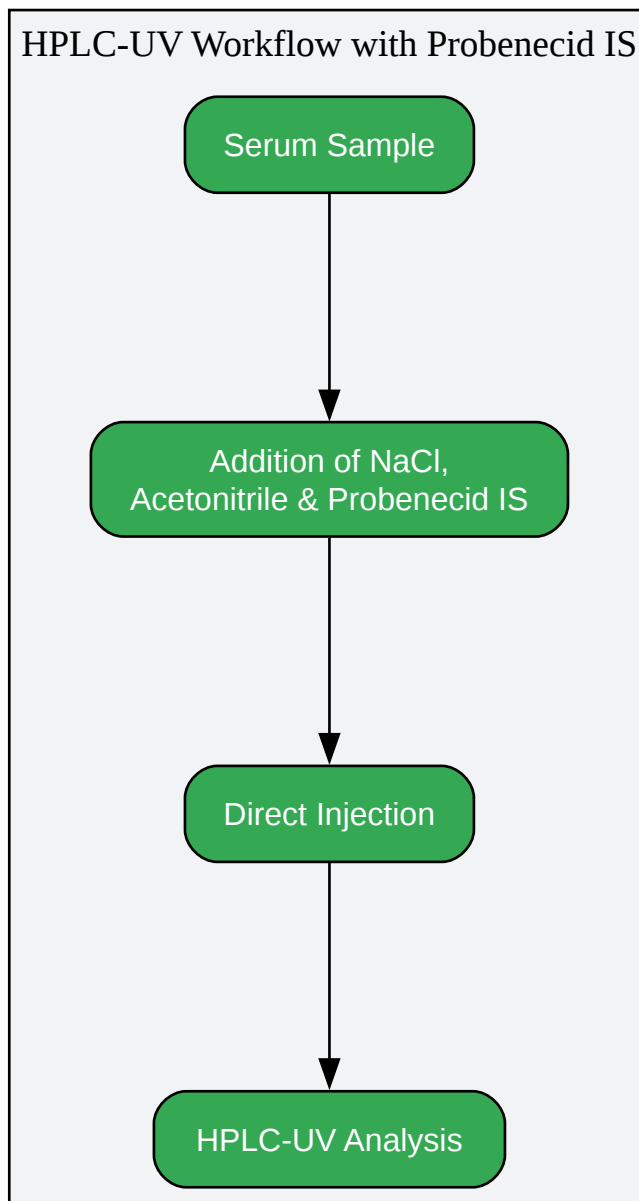 HPLC-UV Workflow with Probenecid IS
Serum Sample
Addition of NaCl,
Acetonitrile & Probenecid IS
Direct Injection
HPLC-UV Analysis